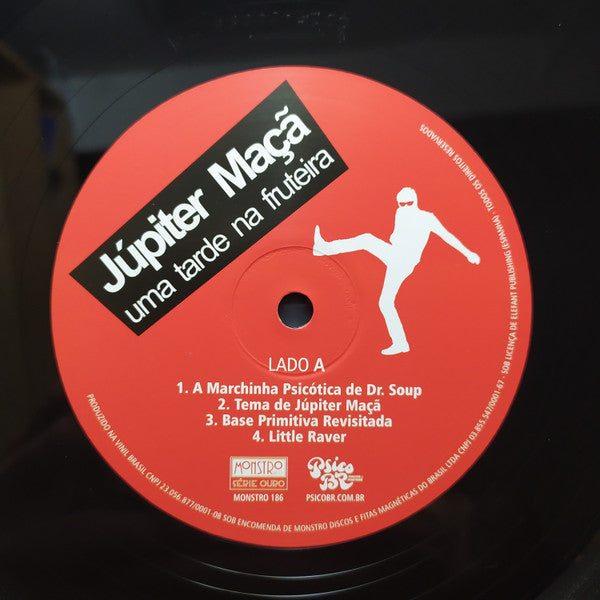 Júpiter Maçã
uma tarde na fruteira
LADO A
1. A Marchinha Psicótica de Dr. Soup
2. Tema de Júpiter Maçã
3. Base Primitiva Revisitada
4. Little Raver
MONSTRO
SÉRIE OURO
MONSTRO 186
Psico
BR
PSICOBR.COM.BR
PRODUZIDO NA VINIL BRASIL CNPJ 23 056 877/0001-08 SOB ENCOMENDA DE MONSTRO DISCOS E FITAS MAGNÉTICAS DO BRASIL LTDA CNPJ 03.855.547/0001-67 - SOB LICENÇA DE ELEFANT PUBLISHING (ESPANHA) - TODOS OS DIREITOS RESERVADOS